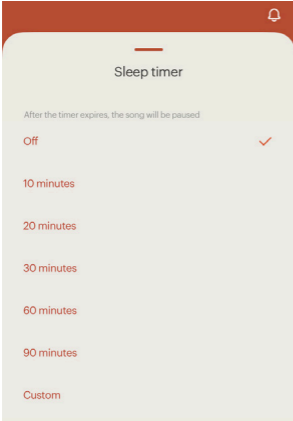 Sleep timer
After the timer expires, the song will be paused
Off
10 minutes
20 minutes
30 minutes
60 minutes
90 minutes
Custom